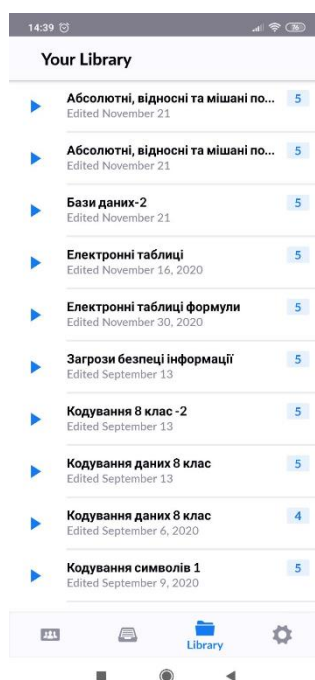 14:39
36
Your Library
Абсолютні, відносні та мішані по... 5
Edited November 21
Абсолютні, відносні та мішані по... 5
Edited November 21
Бази даних-2 5
Edited November 21
Електронні таблиці 5
Edited November 16, 2020
Електронні таблиці формули 5
Edited November 30, 2020
Загрози безпеці інформації 5
Edited September 13
Кодування 8 клас -2 5
Edited September 13
Кодування даних 8 клас 5
Edited September 13
Кодування даних 8 клас 4
Edited September 6, 2020
Кодування символів 1 5
Edited September 9, 2020
Library